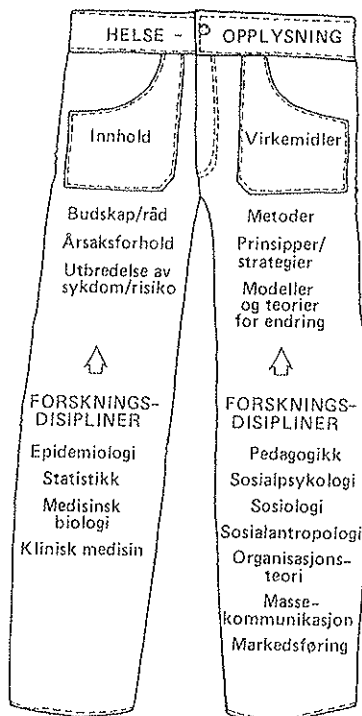 HELSE - OPPLYSNING
Innhold
Budskap/råd
Årsaksforhold
Utbredelse av
sykdom/risiko
FORSKNINGS-
DISIPLINER
Epidemiologi
Statistikk
Medisinsk
biologi
Klinisk medisin
Virkemidler
Metoder
Prinsipper/
strategier
Modeller
og teorier
for endring
FORSKNINGS-
DISIPLINER
Pedagogikk
Sosialpsykologi
Sosiologi
Sosialantropologi
Organisasjons-
teori
Masse-
kommunikasjon
Markedsføring